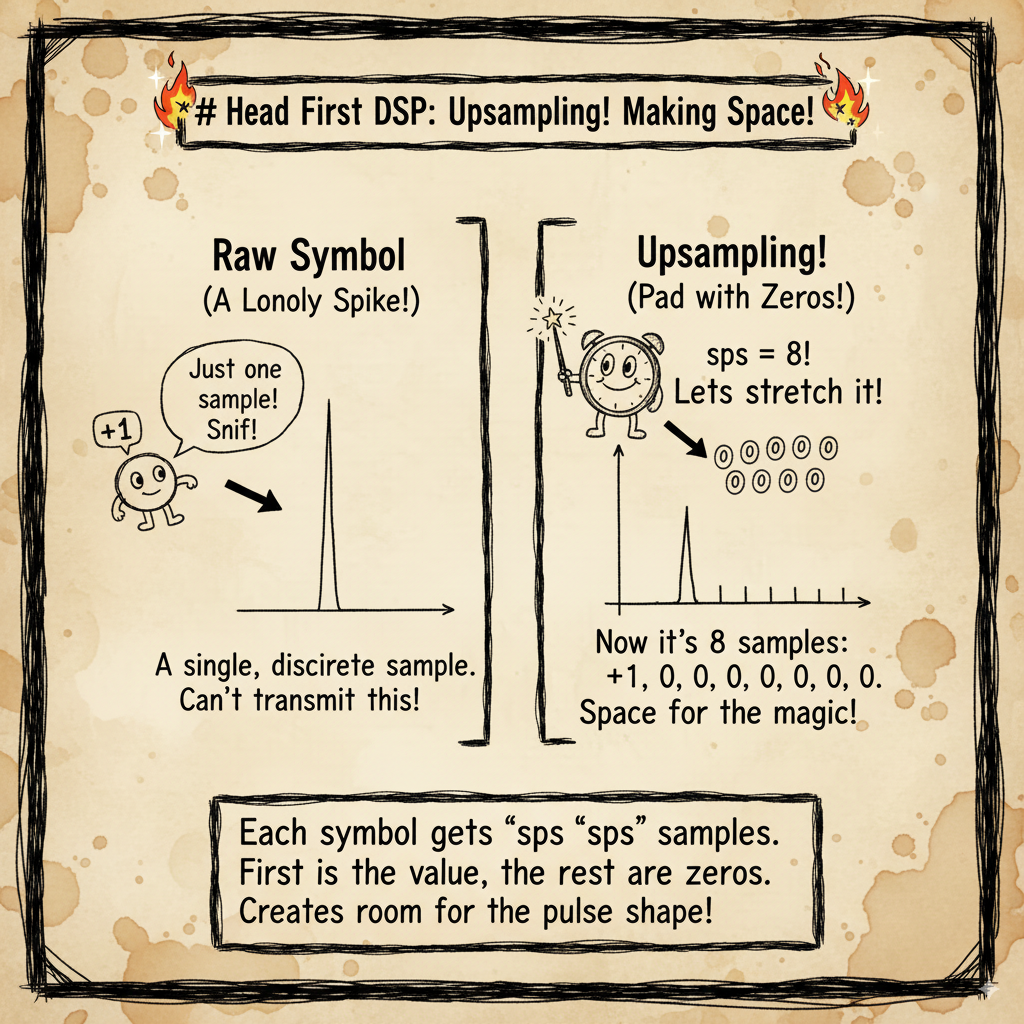 # Head First DSP: Upsampling! Making Space!
Raw Symbol
(A Lonoly Spike!)
Just one
sample!
Snif!
+1
A single, discirete sample.
Can't transmit this!
Upsampling!
(Pad with Zeros!)
sps = 8!
Lets stretch it!
0 0 0 0 0
0 0 0 0
Now it's 8 samples:
+1, 0, 0, 0, 0, 0, 0, 0.
Space for the magic!
Each symbol gets “sps “sps” samples.
First is the value, the rest are zeros.
Creates room for the pulse shape!